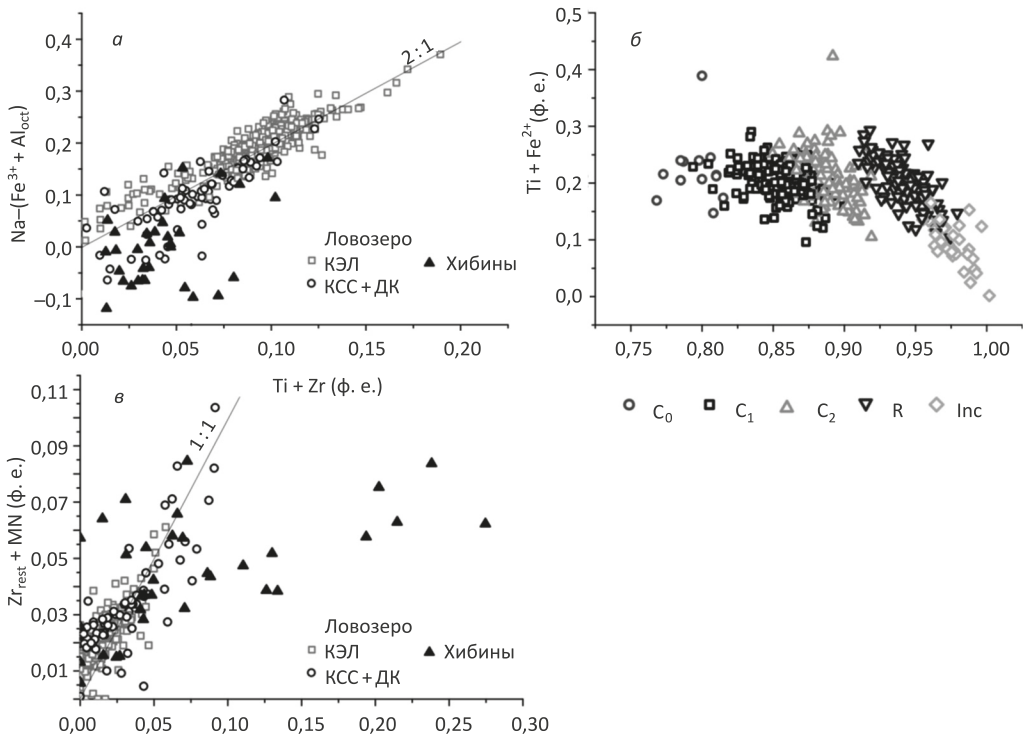 а
Na–(Fe³⁺ + Al_oct)
0,4
0,3
0,2
0,1
0,0
–0,1
2 : 1
Ловозеро
КЭЛ
КСС + ДК
Хибины
0,00 0,05 0,10 0,15 0,20
Ti + Zr (ф. е.)
б
Ti + Fe²⁺(ф. е.)
0,5
0,4
0,3
0,2
0,1
0,0
0,75 0,80 0,85 0,90 0,95 1,00
C₀ C₁ C₂ R Inc
в
Zr_rest + MN (ф. е.)
0,11
0,09
0,07
0,05
0,03
0,01
1 : 1
Ловозеро
КЭЛ
КСС + ДК
Хибины
0,00 0,05 0,10 0,15 0,20 0,25 0,30